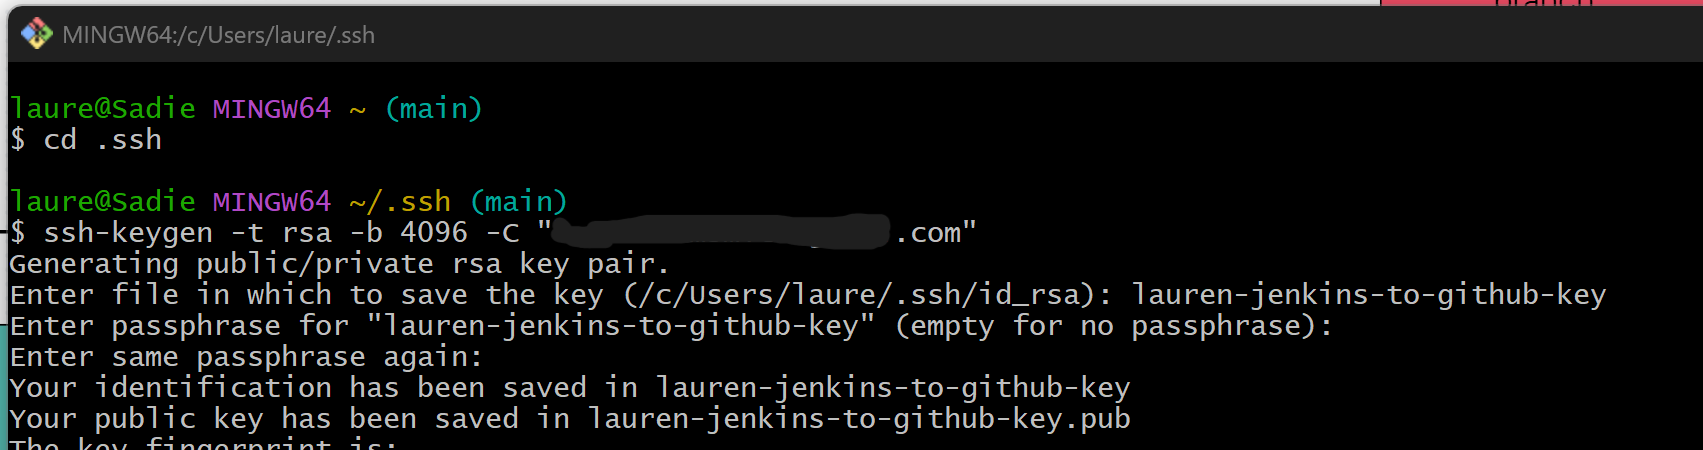 MINGW64:/c/Users/laure/.ssh
laure@Sadie MINGW64 ~ (main)
$ cd .ssh
laure@Sadie MINGW64 ~/.ssh (main)
$ ssh-keygen -t rsa -b 4096 -C " .com"
Generating public/private rsa key pair.
Enter file in which to save the key (/c/Users/laure/.ssh/id_rsa): lauren-jenkins-to-github-key
Enter passphrase for "lauren-jenkins-to-github-key" (empty for no passphrase):
Enter same passphrase again:
Your identification has been saved in lauren-jenkins-to-github-key
Your public key has been saved in lauren-jenkins-to-github-key.pub
The key fingerprint is: